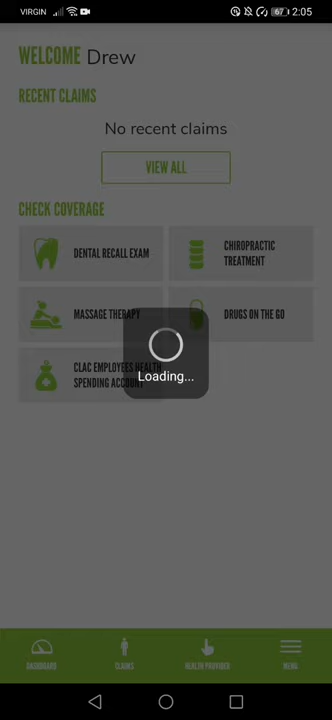 VIRGIN 67 2:05
WELCOME Drew
RECENT CLAIMS
No recent claims
VIEW ALL
CHECK COVERAGE
DENTAL RECALL EXAM
CHIROPRACTIC
TREATMENT
MASSAGE THERAPY
DRUGS ON THE GO
CLAC EMPLOYEES HEALTH
SPENDING ACCOUNT
Loading...
DASHBOARD CLAIMS HEALTH PROVIDER MENU